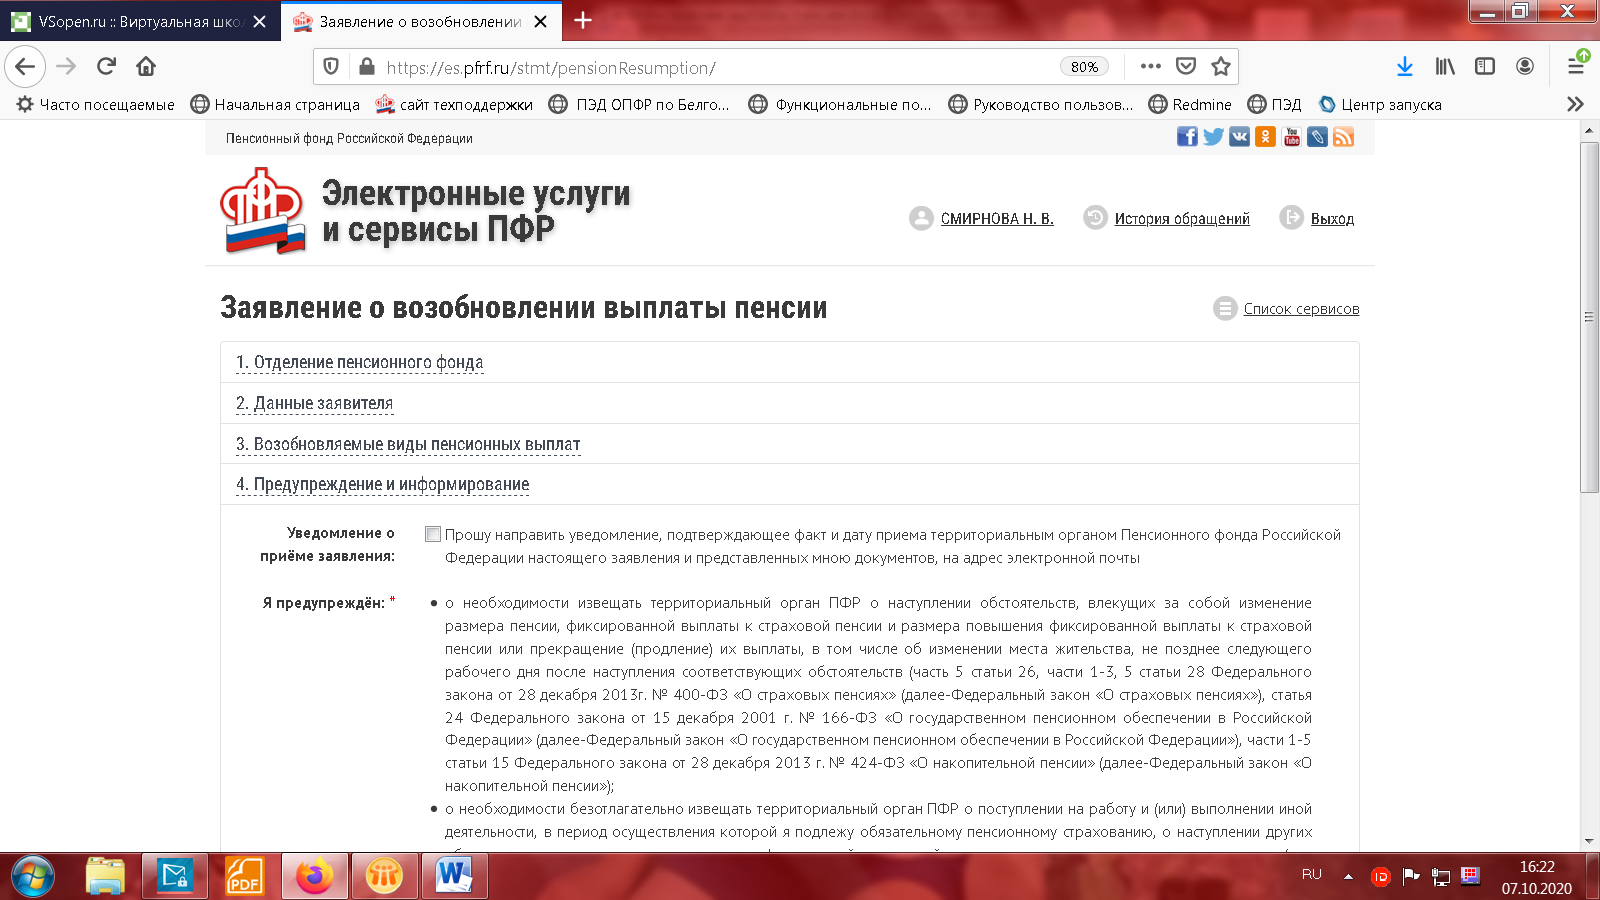 VSopen.ru :: Виртуальная шко
Заявление о возобновлении
https://es.pfrf.ru/stmt/pensionResumption/
80%
Часто посещаемые
Начальная страница
сайт техподдержки
ПЭД ОПФР по Белго...
Функциональные по...
Руководство пользов...
Redmine
ПЭД
Центр запуска
Пенсионный фонд Российской Федерации
You Tube
Электронные услуги
и сервисы ПФР
СМИРНОВА Н. В.
История обращений
Выход
Заявление о возобновлении выплаты пенсии
Список сервисов
1. Отделение пенсионного фонда
2. Данные заявителя
3. Возобновляемые виды пенсионных выплат
4. Предупреждение и информирование
Уведомление о
приёме заявления:
Прошу направить уведомление, подтверждающее факт и дату приема территориальным органом Пенсионного фонда Российской
Федерации настоящего заявления и представленных мною документов, на адрес электронной почты
Я предупреждён: *
• о необходимости извещать территориальный орган ПФР о наступлении обстоятельств, влекущих за собой изменение
размера пенсии, фиксированной выплаты к страховой пенсии и размера повышения фиксированной выплаты к страховой
пенсии или прекращение (продление) их выплаты, в том числе об изменении места жительства, не позднее следующего
рабочего дня после наступления соответствующих обстоятельств (часть 5 статьи 26, части 1-3, 5 статьи 28 Федерального
закона от 28 декабря 2013г. № 400-ФЗ «О страховых пенсиях» (далее-Федеральный закон «О страховых пенсиях»), статья
24 Федерального закона от 15 декабря 2001 г. № 166-ФЗ «О государственном пенсионном обеспечении в Российской
Федерации» (далее-Федеральный закон «О государственном пенсионном обеспечении в Российской Федерации»), части 1-5
статьи 15 Федерального закона от 28 декабря 2013 г. № 424-ФЗ «О накопительной пенсии» (далее-Федеральный закон «О
накопительной пенсии»);
• о необходимости безотлагательно извещать территориальный орган ПФР о поступлении на работу и (или) выполнении иной
деятельности, в период осуществления которой я подлежу обязательному пенсионному страхованию, о наступлении других
PDF
RU
16:22
07.10.2020